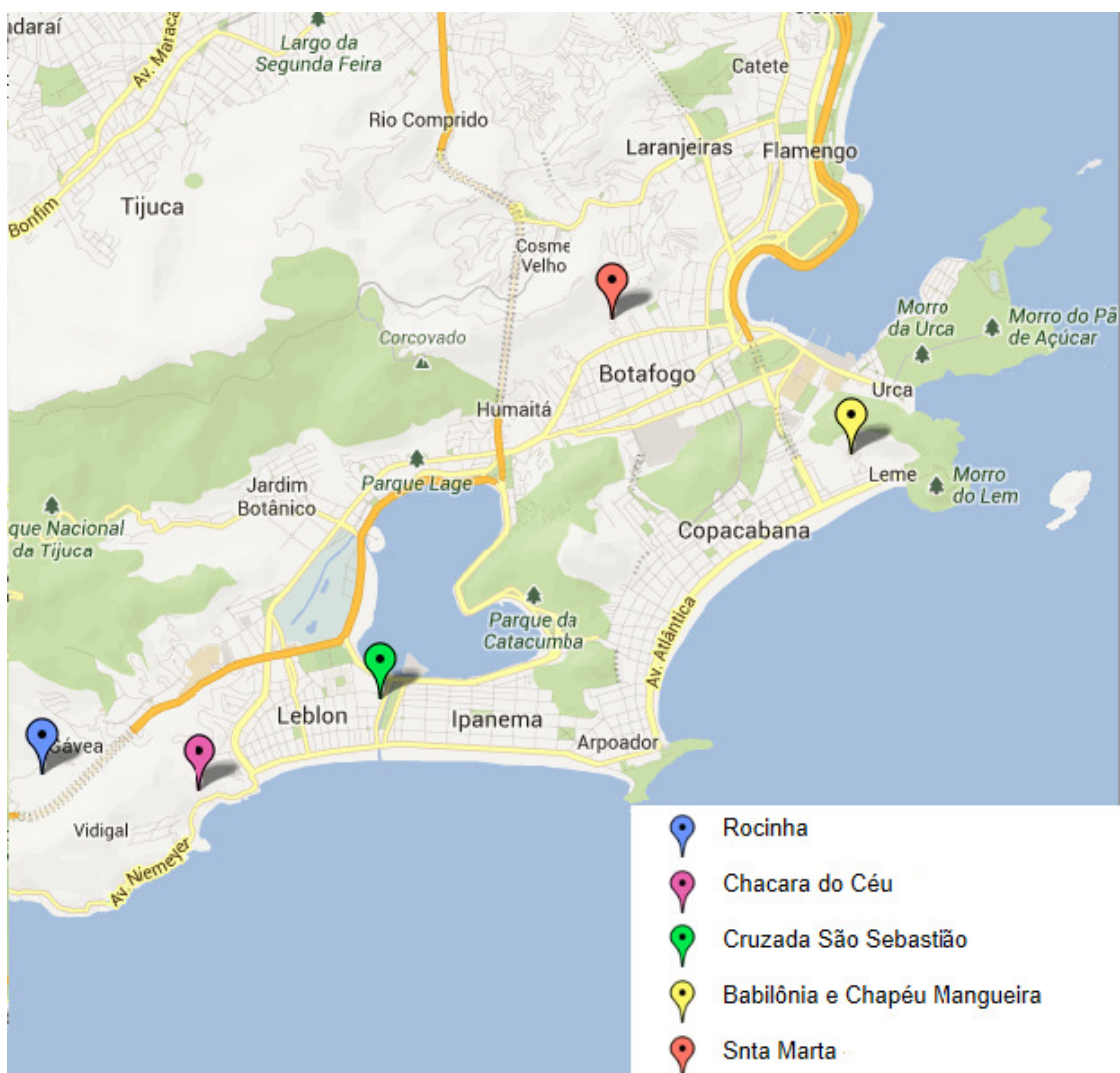 ndaraí
Av. Maraca
Largo da
Segunda Feira
Catete
Rio Comprido
Laranjeiras
Flamengo
Bonfim
Tijuca
Cosme
Velho
Morro
da Urca
Morro do Pã
de Açúcar
Corcovado
Botafogo
Urca
Humaitá
Parque Lage
Leme
Morro
do Lem
Jardim
Botânico
que Nacional
da Tijuca
Copacabana
Parque da
Catacumba
Av. Atlântica
Leblon
Ipanema
Arpoador
Gávea
Vidigal
Av. Niemeyer
Rocinha
Chacara do Céu
Cruzada São Sebastião
Babilônia e Chapéu Mangueira
Snta Marta